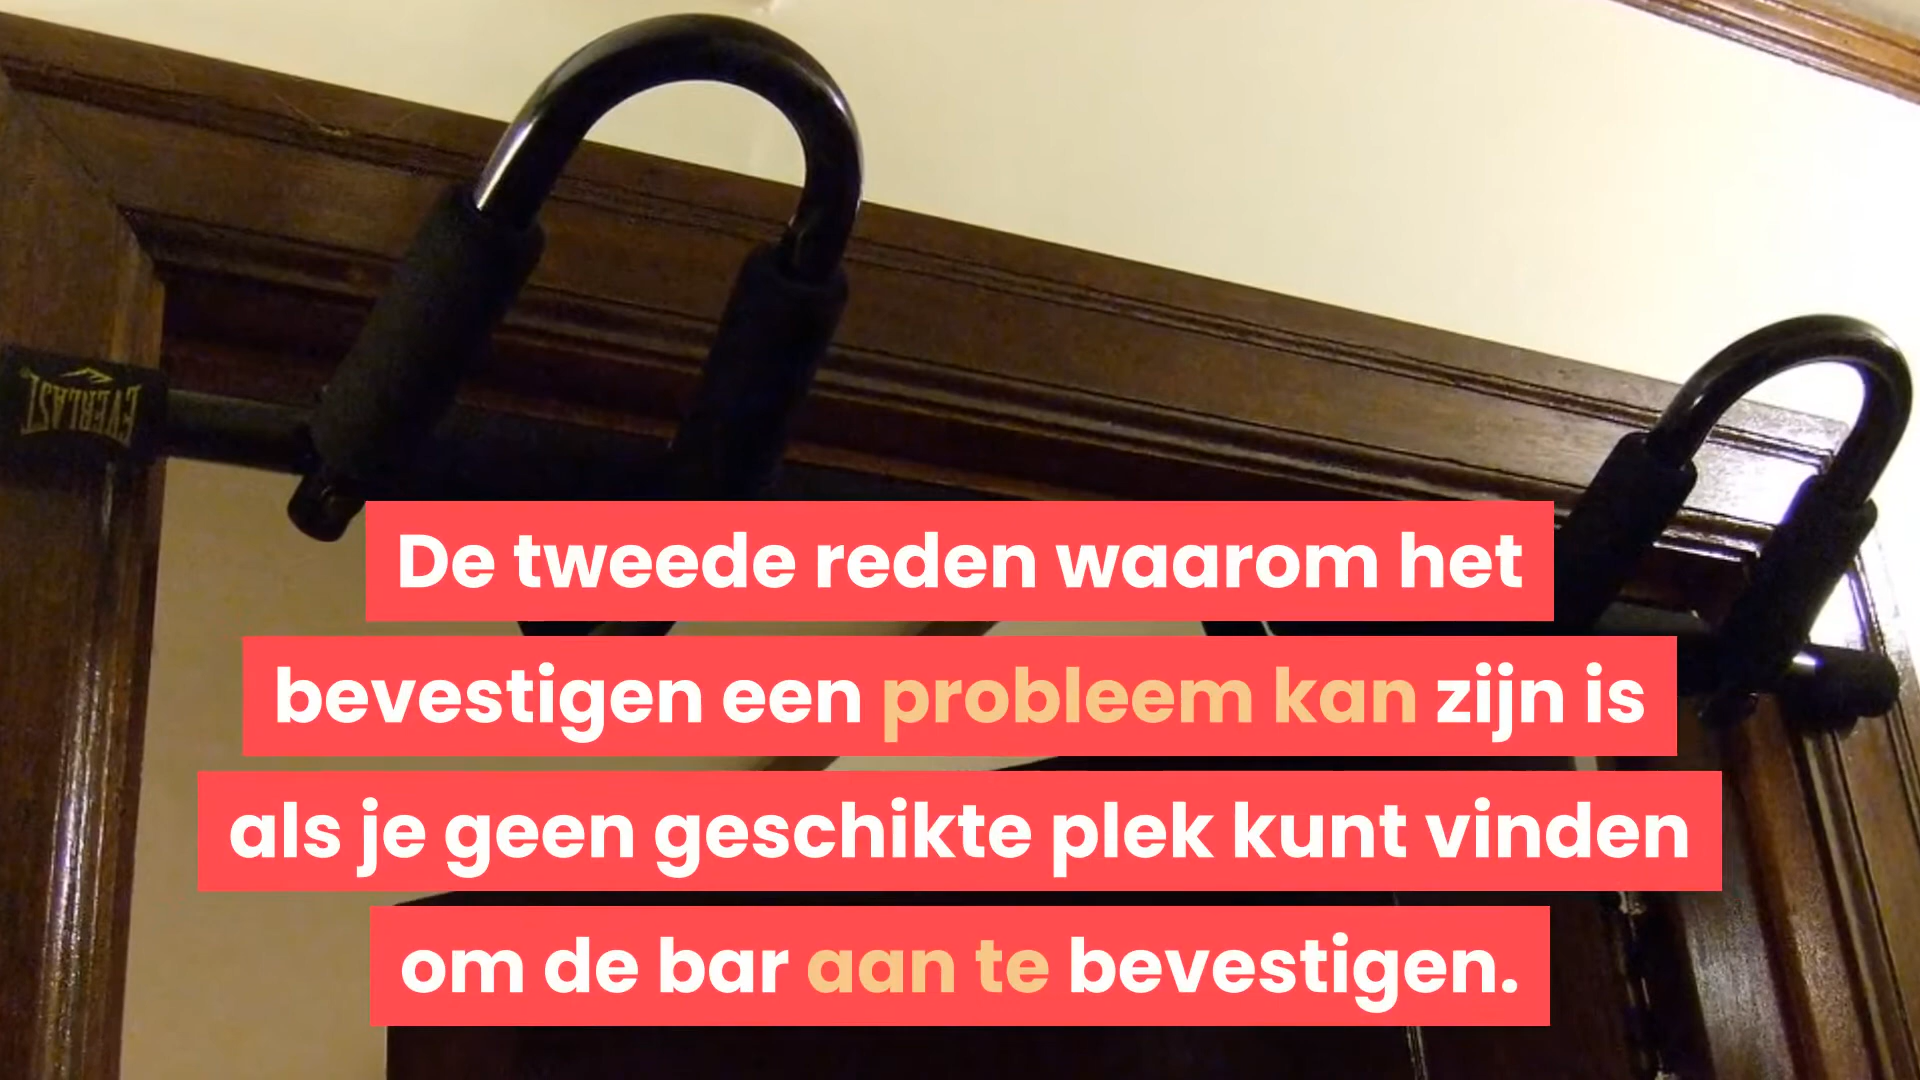 EVERLAST
De tweede reden waarom het
bevestigen een probleem kan zijn is
als je geen geschikte plek kunt vinden
om de bar aan te bevestigen.